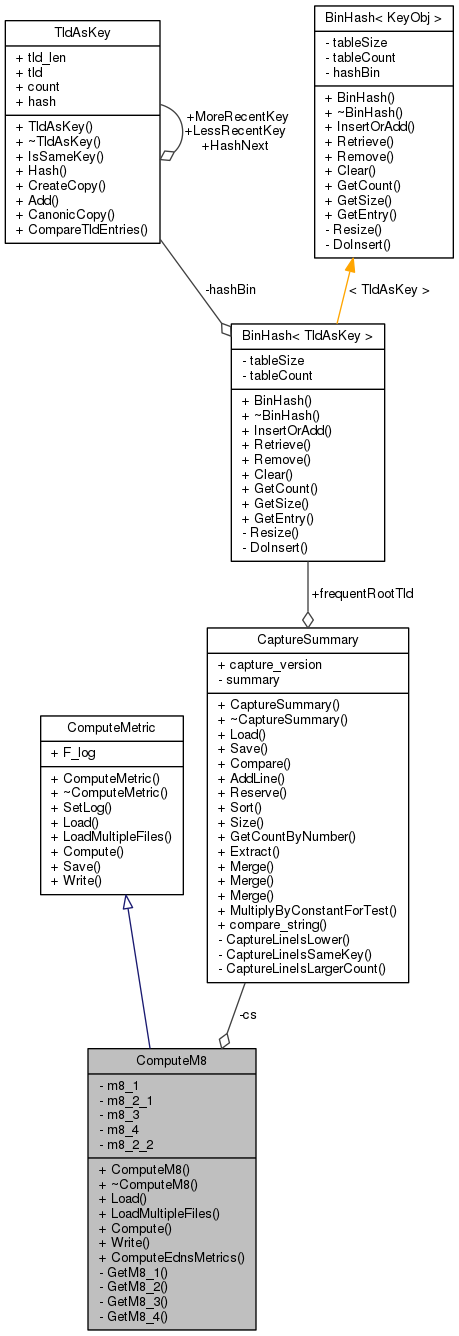 TldAsKey
+ tld_len
+ tld
+ count
+ hash
+ TldAsKey()
+ ~TldAsKey()
+ IsSameKey()
+ Hash()
+ CreateCopy()
+ Add()
+ CanonicCopy()
+ CompareTldEntries()
+MoreRecentKey
+LessRecentKey
+HashNext
BinHash< KeyObj >
- tableSize
- tableCount
- hashBin
+ BinHash()
+ ~BinHash()
+ InsertOrAdd()
+ Retrieve()
+ Remove()
+ Clear()
+ GetCount()
+ GetSize()
+ GetEntry()
- Resize()
- DoInsert()
-hashBin
< TldAsKey >
BinHash< TldAsKey >
- tableSize
- tableCount
+ BinHash()
+ ~BinHash()
+ InsertOrAdd()
+ Retrieve()
+ Remove()
+ Clear()
+ GetCount()
+ GetSize()
+ GetEntry()
- Resize()
- DoInsert()
+frequentRootTld
CaptureSummary
+ capture_version
- summary
+ CaptureSummary()
+ ~CaptureSummary()
+ Load()
+ Save()
+ Compare()
+ AddLine()
+ Reserve()
+ Sort()
+ Size()
+ GetCountByNumber()
+ Extract()
+ Merge()
+ Merge()
+ Merge()
+ MultiplyByConstantForTest()
+ compare_string()
- CaptureLineIsLower()
- CaptureLineIsSameKey()
- CaptureLineIsLargerCount()
ComputeMetric
+ F_log
+ ComputeMetric()
+ ~ComputeMetric()
+ SetLog()
+ Load()
+ LoadMultipleFiles()
+ Compute()
+ Save()
+ Write()
-cs
ComputeM8
- m8_1
- m8_2_1
- m8_3
- m8_4
- m8_2_2
+ ComputeM8()
+ ~ComputeM8()
+ Load()
+ LoadMultipleFiles()
+ Compute()
+ Write()
+ ComputeEdnsMetrics()
- GetM8_1()
- GetM8_2()
- GetM8_3()
- GetM8_4()